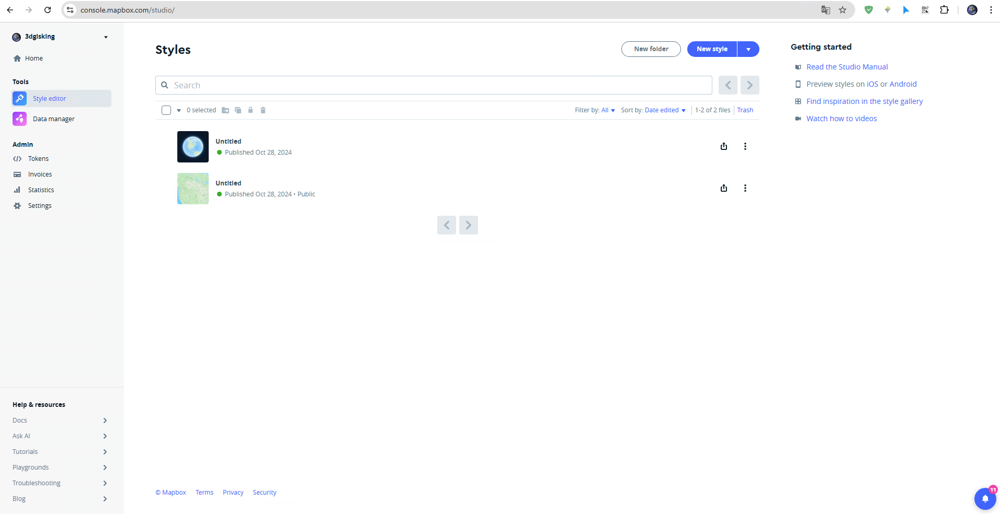 console.mapbox.com/studio/
3dgisking
Home
Tools
Style editor
Data manager
Admin
Tokens
Invoices
Statistics
Settings
Help & resources
Docs
Ask AI
Tutorials
Playgrounds
Troubleshooting
Blog
Styles
New folder
New style
Search
0 selected
Filter by: All
Sort by: Date edited
1-2 of 2 files
Trash
Untitled
Published Oct 28, 2024
Untitled
Published Oct 28, 2024 • Public
© Mapbox Terms Privacy Security
Getting started
Read the Studio Manual
Preview styles on iOS or Android
Find inspiration in the style gallery
Watch how to videos
11